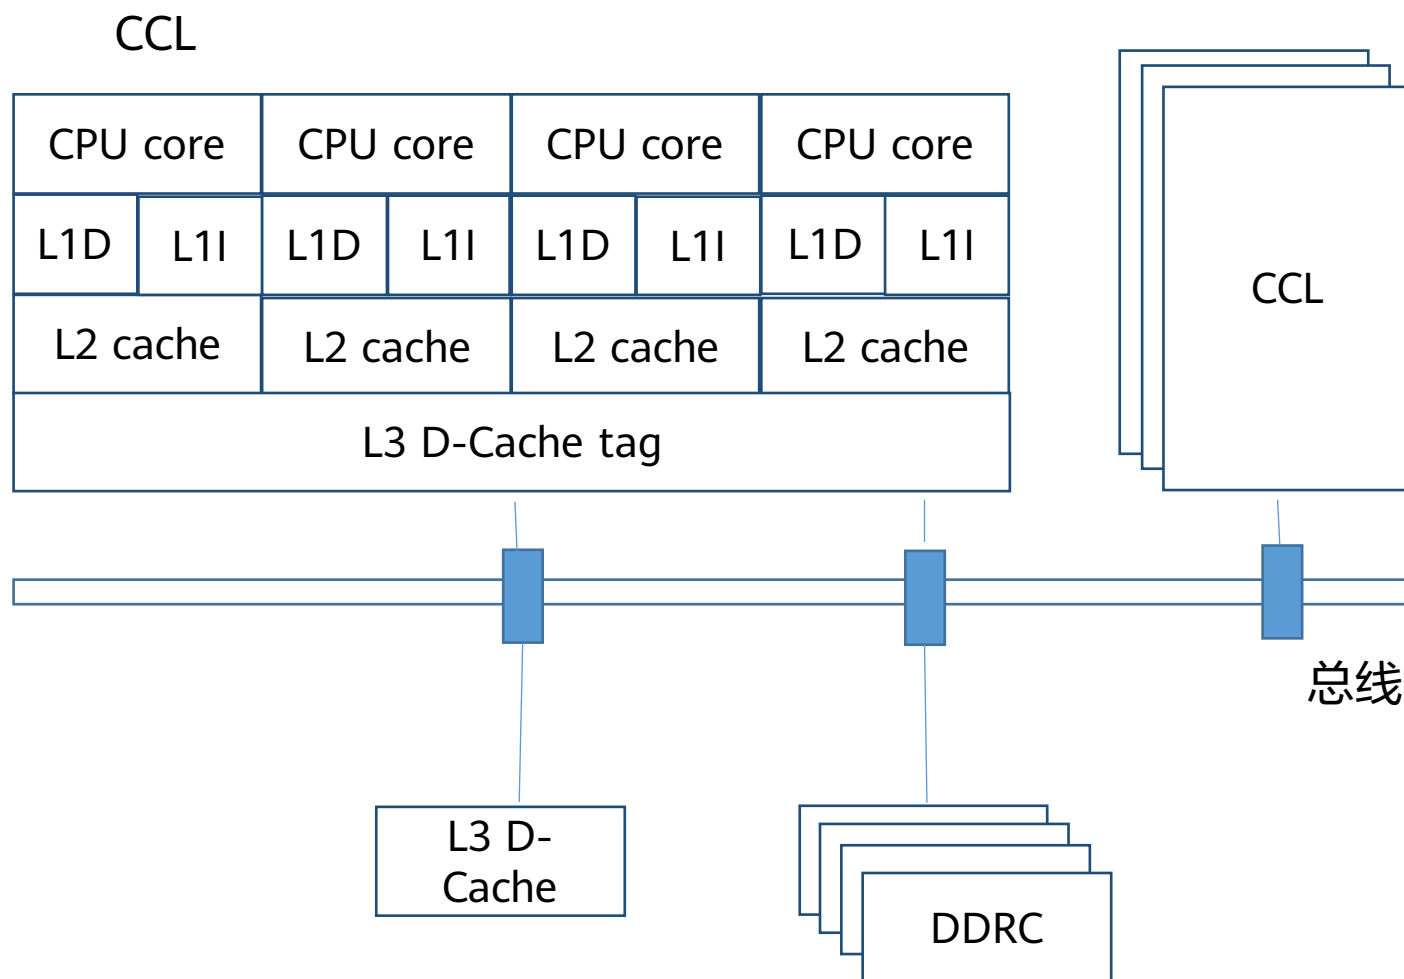 CCL
CPU core CPU core CPU core CPU core
L1D L1I L1D L1I L1D L1I L1D L1I
L2 cache L2 cache L2 cache L2 cache
L3 D-Cache tag
CCL
总线
L3 D-
Cache
DDRC